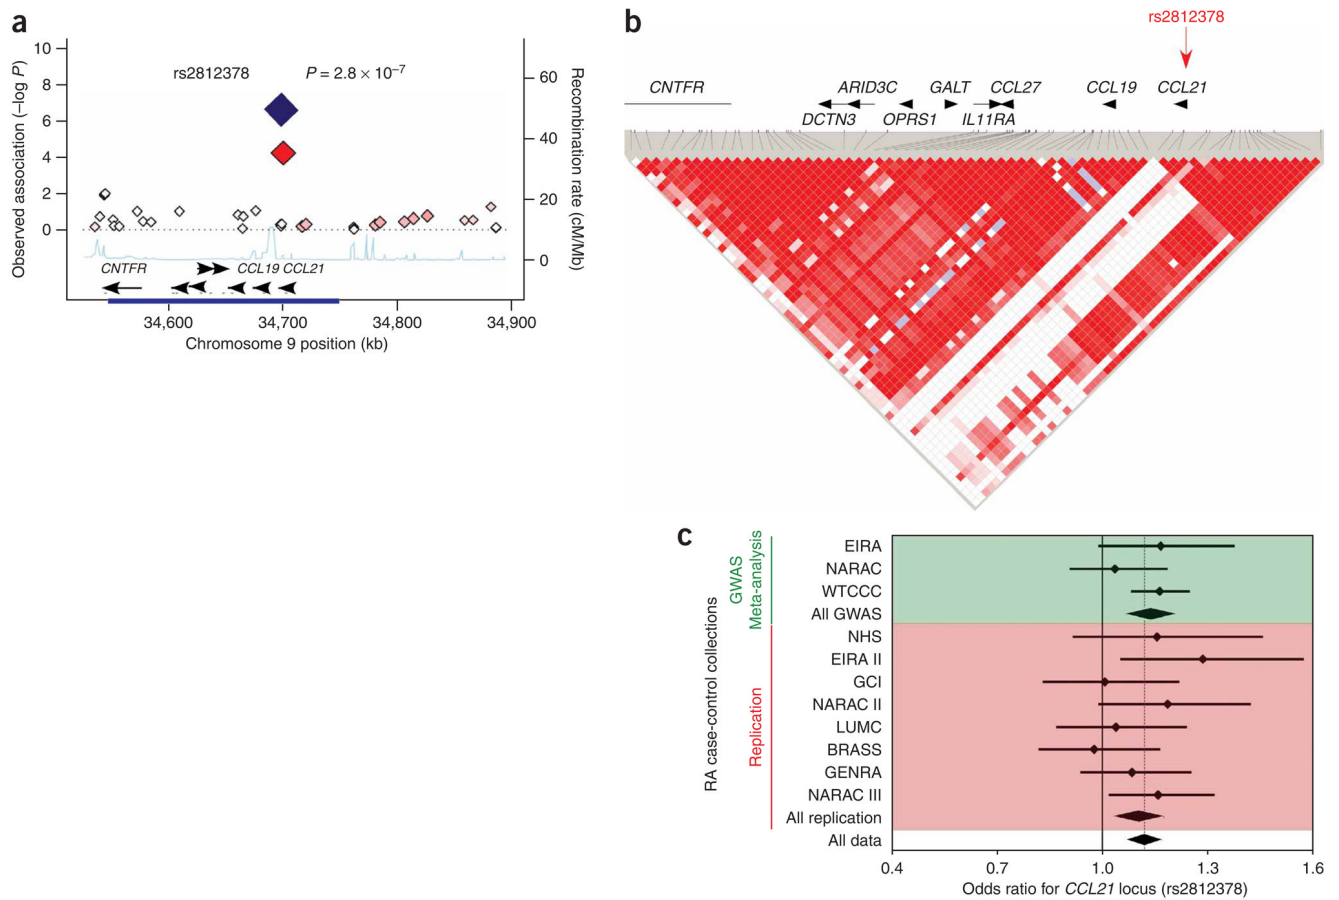 a
Observed association (–log P)
10
8
6
4
2
0
rs2812378
P = 2.8 × 10–7
60
40
20
0
Recombination rate (cM/Mb)
CNTFR
CCL19 CCL21
34,600
34,700
34,800
34,900
Chromosome 9 position (kb)
b
rs2812378
CNTFR
ARID3C
GALT
CCL27
CCL19
CCL21
DCTN3
OPRS1
IL11RA
c
RA case-control collections
GWAS
Meta-analysis
Replication
EIRA
NARAC
WTCCC
All GWAS
NHS
EIRA II
GCI
NARAC II
LUMC
BRASS
GENRA
NARAC III
All replication
All data
0.4
0.7
1.0
1.3
1.6
Odds ratio for CCL21 locus (rs2812378)